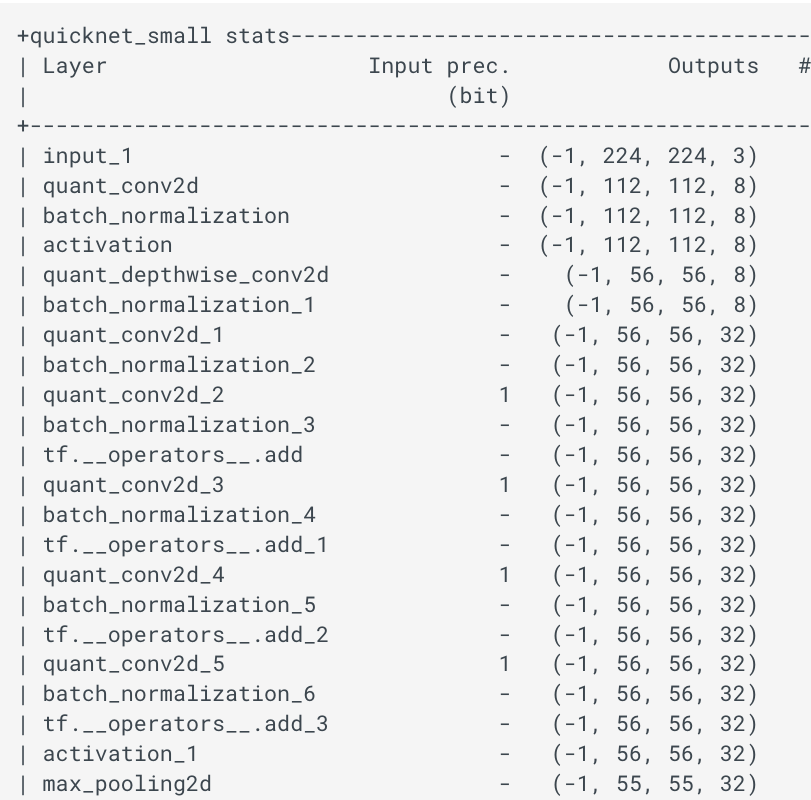 +quicknet_small stats----------------------------------------
| Layer                    Input prec.            Outputs   #
|                                (bit)
+------------------------------------------------------------
| input_1                            -  (-1, 224, 224, 3)
| quant_conv2d                       -  (-1, 112, 112, 8)
| batch_normalization                -  (-1, 112, 112, 8)
| activation                         -  (-1, 112, 112, 8)
| quant_depthwise_conv2d             -    (-1, 56, 56, 8)
| batch_normalization_1              -    (-1, 56, 56, 8)
| quant_conv2d_1                     -   (-1, 56, 56, 32)
| batch_normalization_2              -   (-1, 56, 56, 32)
| quant_conv2d_2                     1   (-1, 56, 56, 32)
| batch_normalization_3              -   (-1, 56, 56, 32)
| tf.__operators__.add               -   (-1, 56, 56, 32)
| quant_conv2d_3                     1   (-1, 56, 56, 32)
| batch_normalization_4              -   (-1, 56, 56, 32)
| tf.__operators__.add_1             -   (-1, 56, 56, 32)
| quant_conv2d_4                     1   (-1, 56, 56, 32)
| batch_normalization_5              -   (-1, 56, 56, 32)
| tf.__operators__.add_2             -   (-1, 56, 56, 32)
| quant_conv2d_5                     1   (-1, 56, 56, 32)
| batch_normalization_6              -   (-1, 56, 56, 32)
| tf.__operators__.add_3             -   (-1, 56, 56, 32)
| activation_1                       -   (-1, 56, 56, 32)
| max_pooling2d                      -   (-1, 55, 55, 32)